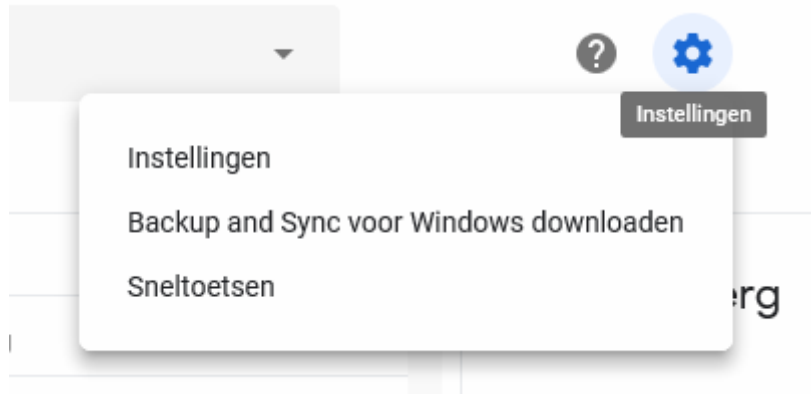 Instellingen
Instellingen
Backup and Sync voor Windows downloaden
Sneltoetsen